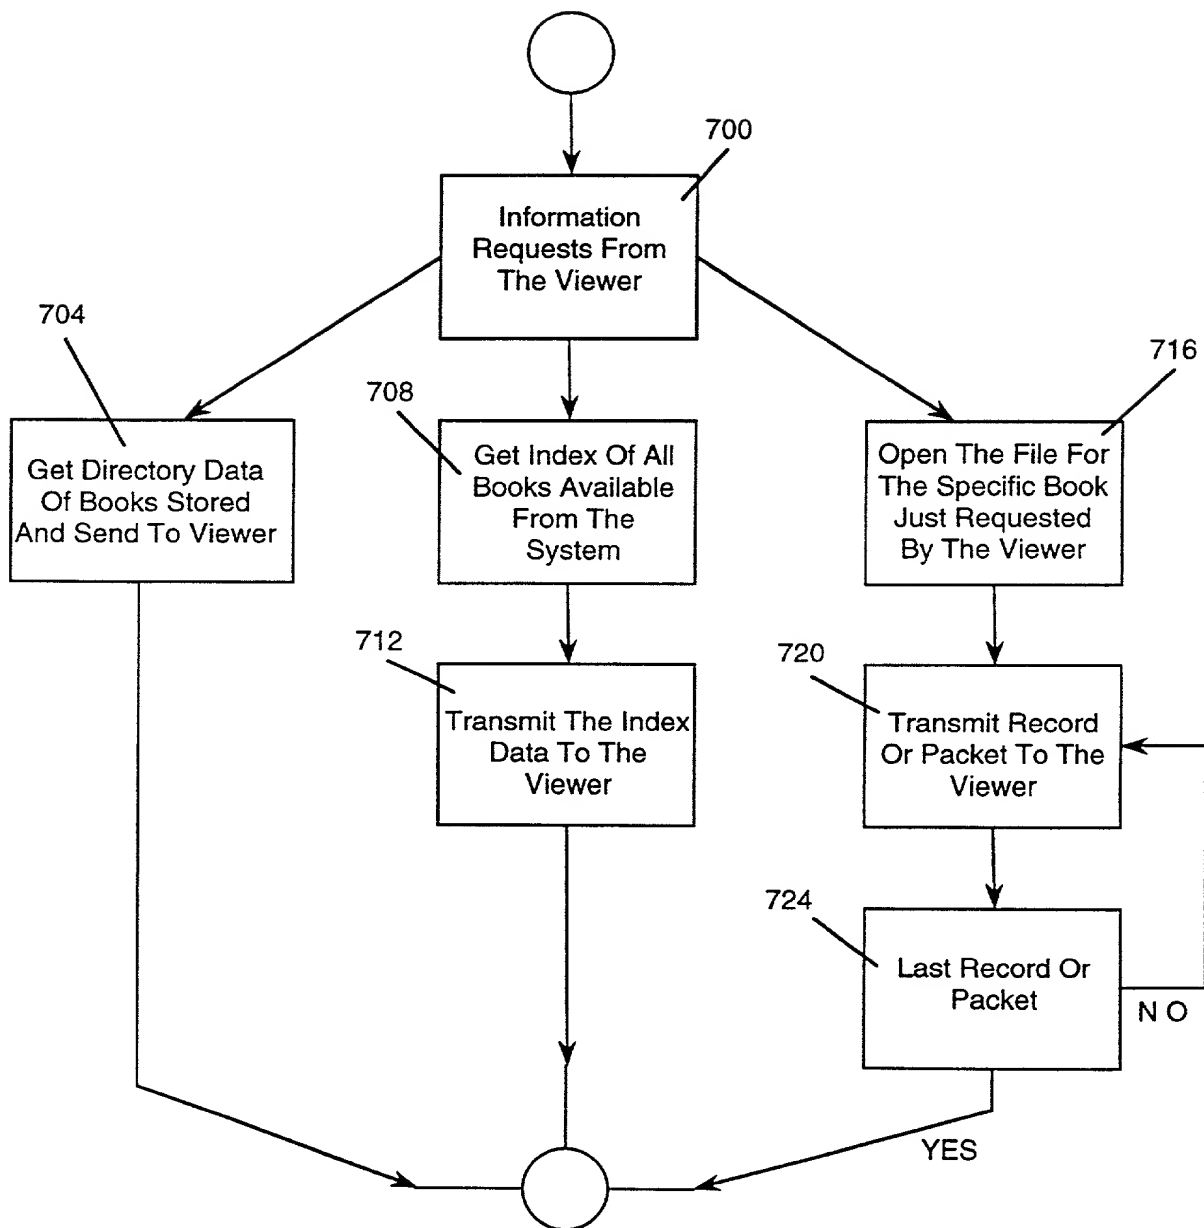 700
Information
Requests From
The Viewer
704
Get Directory Data
Of Books Stored
And Send To Viewer
708
Get Index Of All
Books Available
From The
System
716
Open The File For
The Specific Book
Just Requested
By The Viewer
712
Transmit The Index
Data To The
Viewer
720
Transmit Record
Or Packet To The
Viewer
724
Last Record Or
Packet
N O
YES